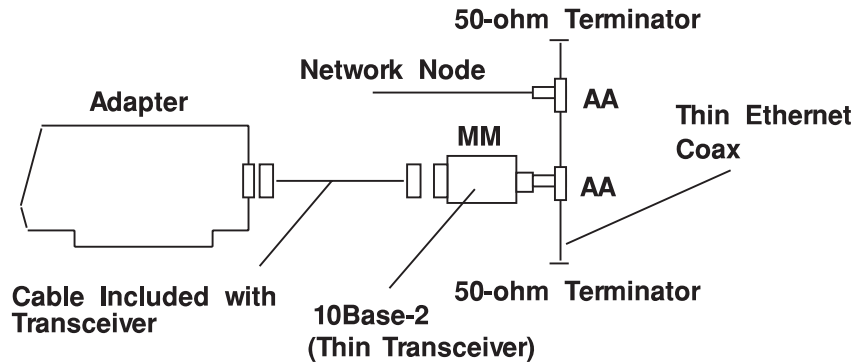 50-ohm Terminator
Network Node
Adapter
AA
Thin Ethernet
Coax
MM
AA
Cable Included with
Transceiver
10Base-2
(Thin Transceiver)
50-ohm Terminator